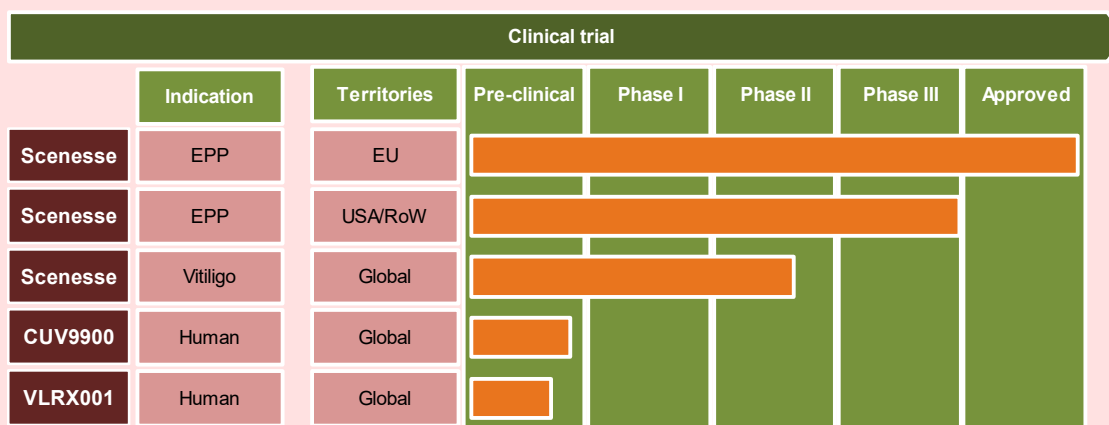 Clinical trial
Indication Territories Pre-clinical Phase I Phase II Phase III Approved
Scenesse EPP EU
Scenesse EPP USA/RoW
Scenesse Vitiligo Global
CUV9900 Human Global
VLRX001 Human Global